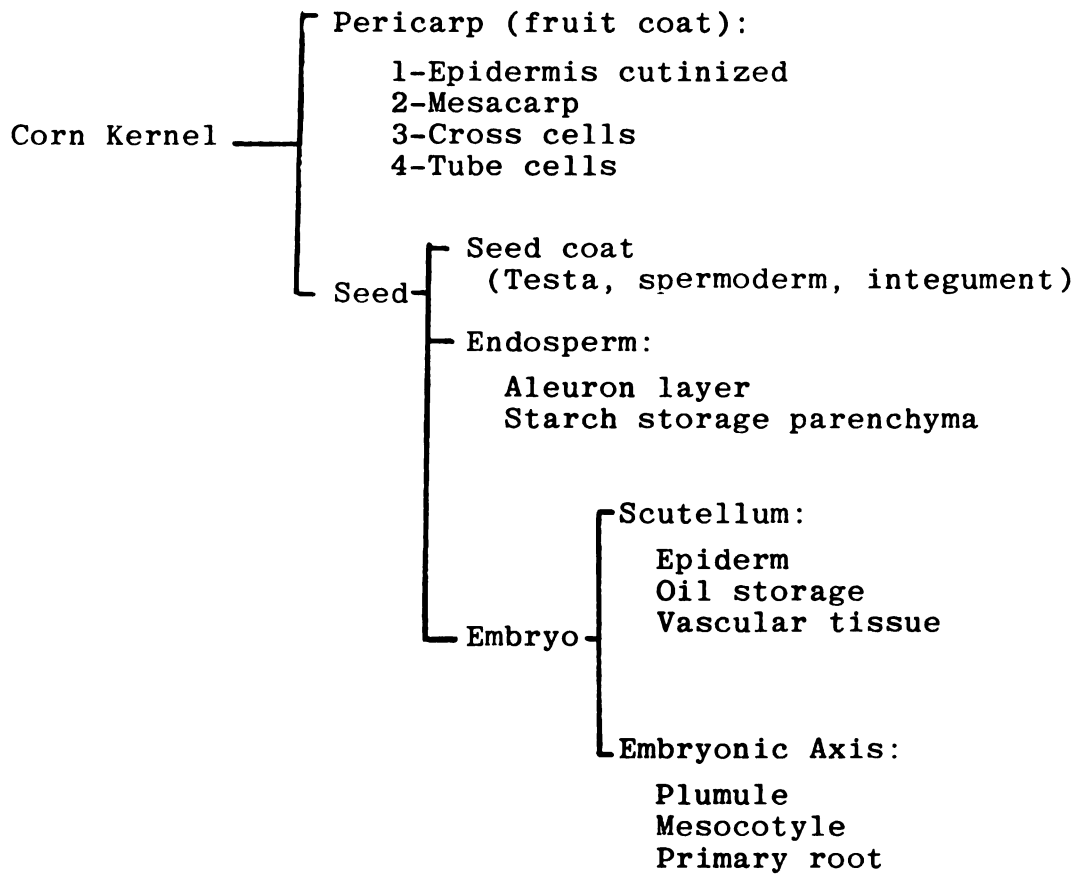 Pericarp (fruit coat):
1-Epidermis cutinized
2-Mesacarp
Corn Kernel
3-Cross cells
4-Tube cells
Seed coat
(Testa, spermoderm, integument)
Seed
Endosperm:
Aleuron layer
Starch storage parenchyma
Scutellum:
Epiderm
Oil storage
Vascular tissue
Embryo
Embryonic Axis:
Plumule
Mesocotyle
Primary root